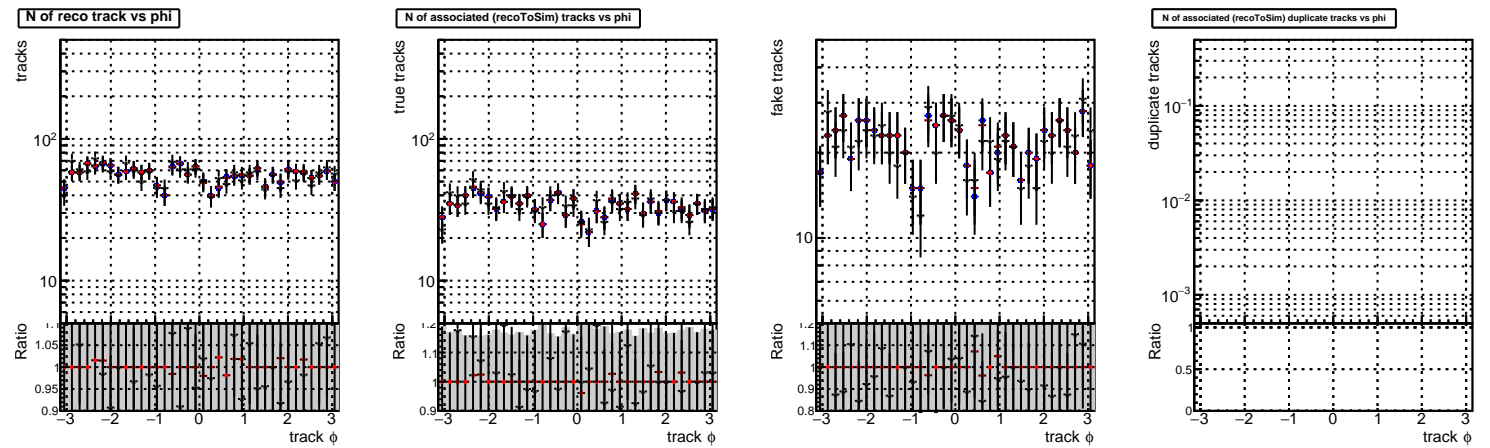 N of reco track vs phi
tracks
10²
10
Ratio
1.1
1.05
1
0.95
0.9
−3 −2 −1 0 1 2 3
track ϕ
N of associated (recoToSim) tracks vs phi
true tracks
10²
10
Ratio
1.2
1.1
1
0.9
−3 −2 −1 0 1 2 3
track ϕ
fake tracks
10
Ratio
1.2
1.1
1
0.9
0.8
−3 −2 −1 0 1 2 3
track ϕ
N of associated (recoToSim) duplicate tracks vs phi
duplicate tracks
10⁻¹
10⁻²
10⁻³
Ratio
1
0.5
0
−3 −2 −1 0 1 2 3
track ϕ